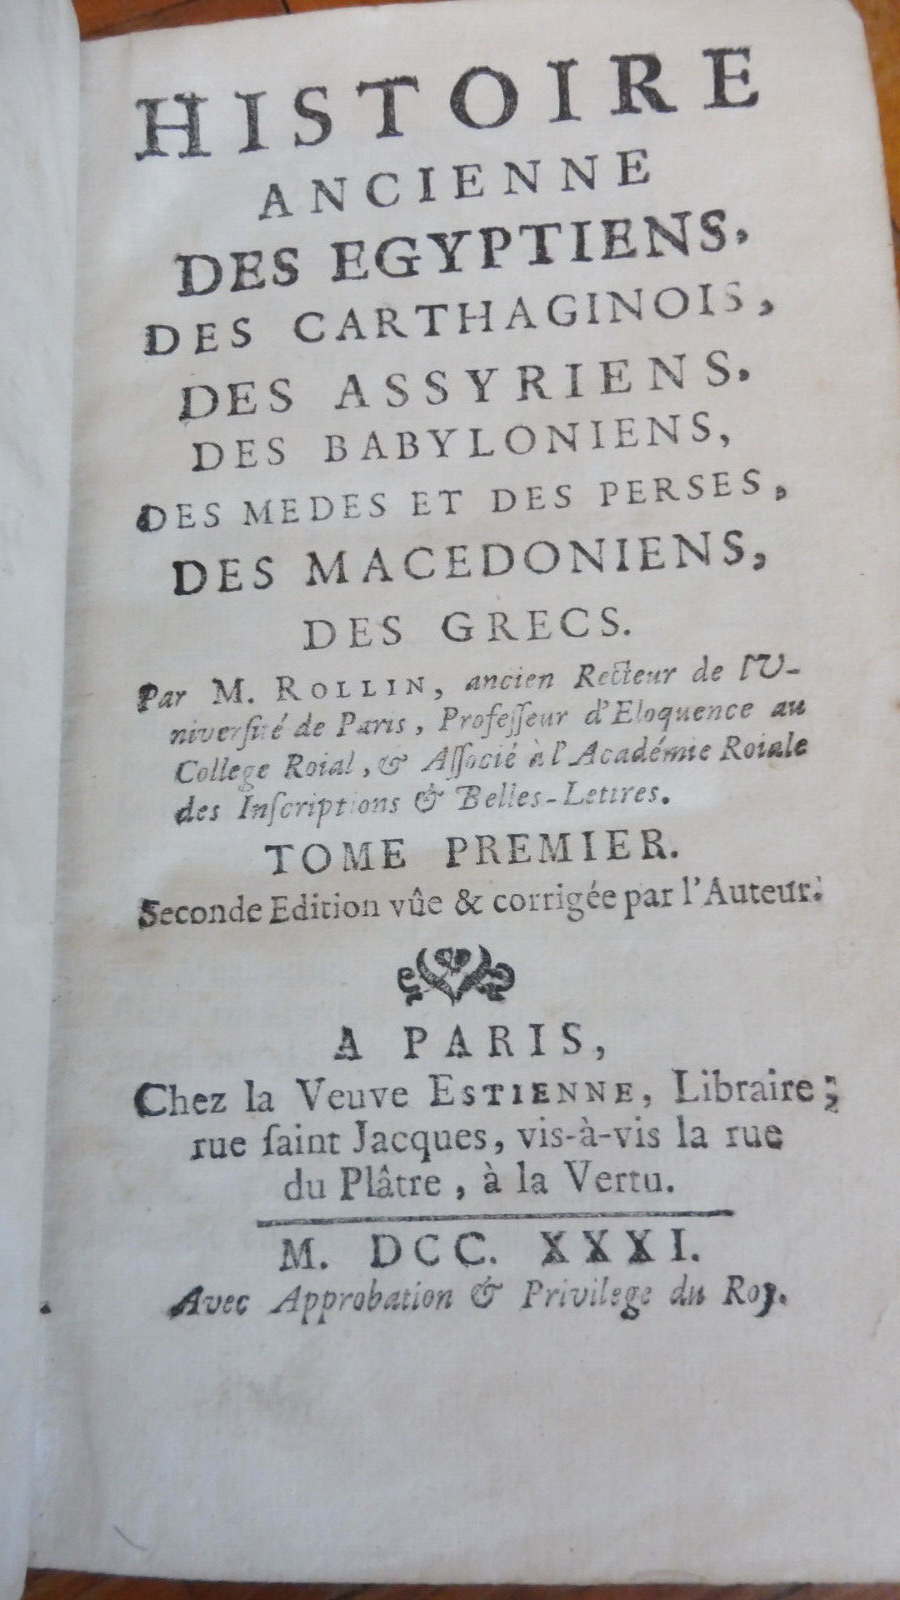 HISTOIRE
ANCIENNE
DES EGYPTIENS,
DES CARTHAGINOIS,
DES ASSYRIENS,
DES BABYLONIENS,
DES MEDES ET DES PERSES,
DES MACEDONIENS,
DES GRECS.
Par M. ROLLIN, ancien Recteur de l'U-
niverſité de Paris, Profeſſeur d'Eloquence au
College Roial, & Aſſocié à l'Académie Roiale
des Inſcriptions & Belles-Lettres.
TOME PREMIER.
Seconde Edition vûe & corrigée par l'Auteur.
A PARIS,
Chez la Veuve ESTIENNE, Libraire;
rue ſaint Jacques, vis-à-vis la rue
du Plâtre, à la Vertu.
M. DCC. XXXI.
Avec Approbation & Privilege du Roy.